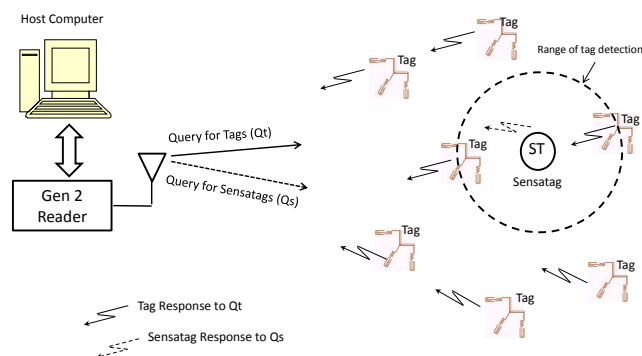 Host Computer
Gen 2
Reader
Query for Tags (Qt)
Query for Sensatags (Qs)
Tag
Tag
Range of tag detection
Tag
Tag
ST
Sensatag
Tag
Tag
Tag
Tag Response to Qt
Sensatag Response to Qs